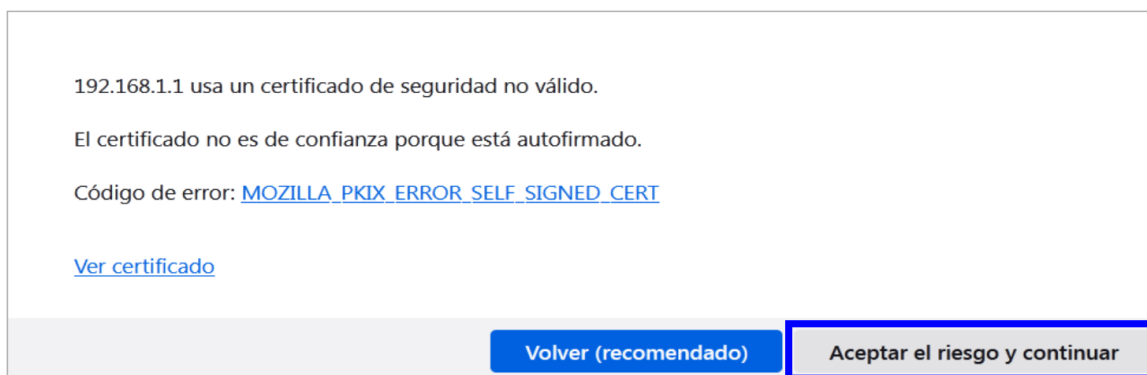 192.168.1.1 usa un certificado de seguridad no válido.
El certificado no es de confianza porque está autofirmado.
Código de error: MOZILLA_PKIX_ERROR_SELF_SIGNED_CERT
Ver certificado
Volver (recomendado) Aceptar el riesgo y continuar